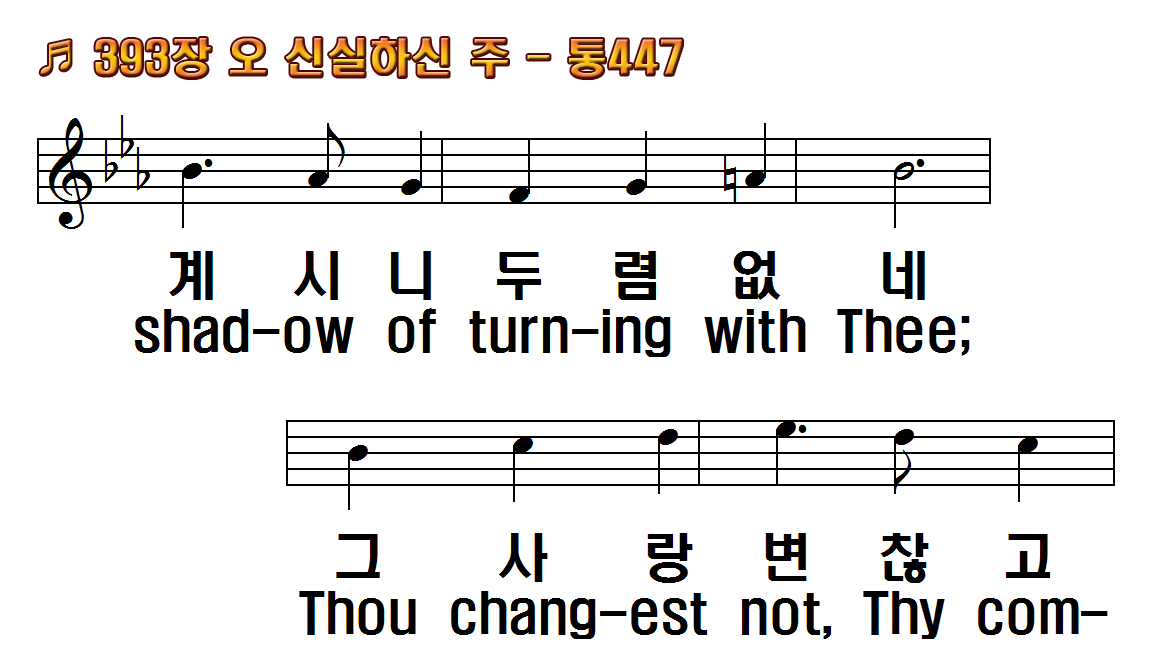 ♬ 393장 오 신실하신 주 - 통447
계 시 니 두 렴 없 네
shad-ow of turn-ing with Thee;
그 사 랑 변 찮 고
Thou chang-est not, Thy com-